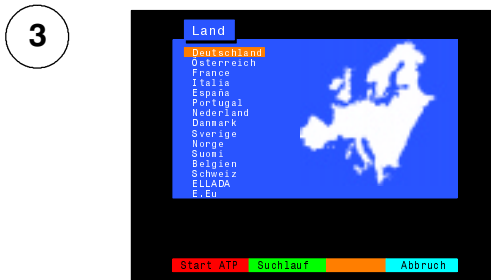 3
Land
Deutschland
Österreich
France
Italia
España
Portugal
Nederland
Danmark
Sverige
Norge
Suomi
Belgien
Schweiz
ELLADA
E.Eu
Start ATP Suchlauf Abbruch